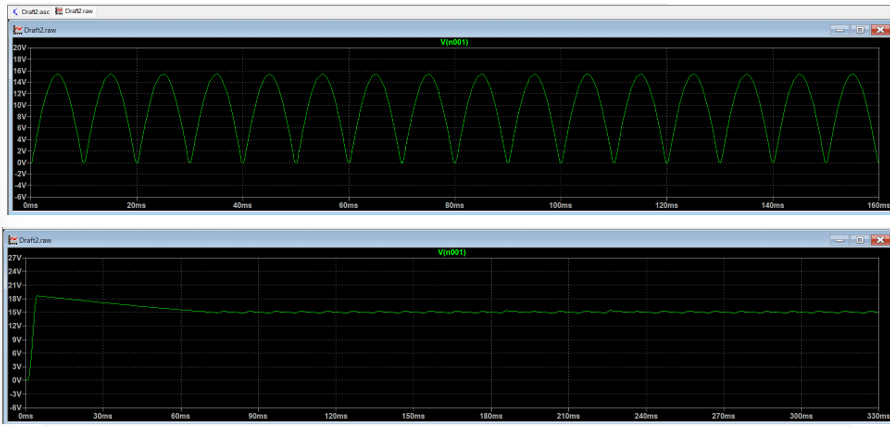 Draft2.asc Draft2.raw
Draft2.raw
V(n001)
20V
18V
16V
14V
12V
10V
8V
6V
4V
2V
0V
-2V
-4V
-6V
0ms 20ms 40ms 60ms 80ms 100ms 120ms 140ms 160ms
Draft2.raw
V(n001)
27V
24V
21V
18V
15V
12V
9V
6V
3V
0V
-3V
-6V
0ms 30ms 60ms 90ms 120ms 150ms 180ms 210ms 240ms 270ms 300ms 330ms